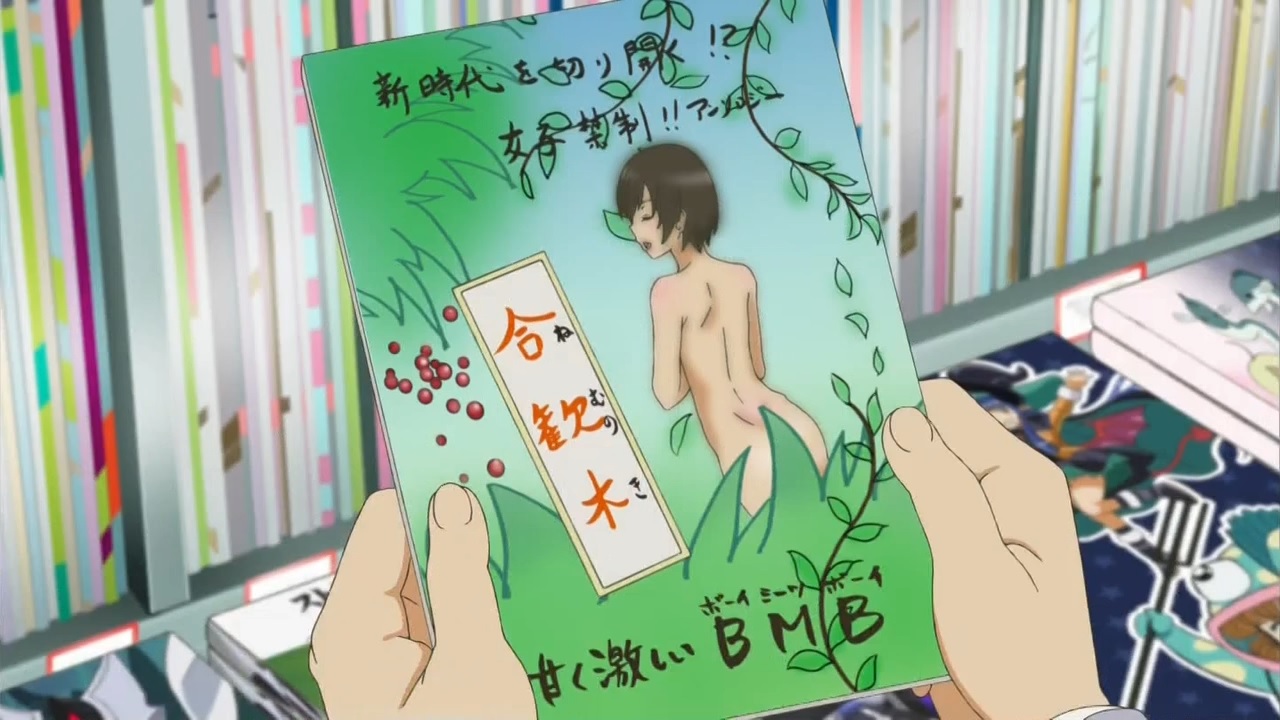 新時代を切り開く!?
女子菊制!!アンソロジー
合歓木
ねむのき
ボーイ ミーツ ボーイ
甘く激しいBMB